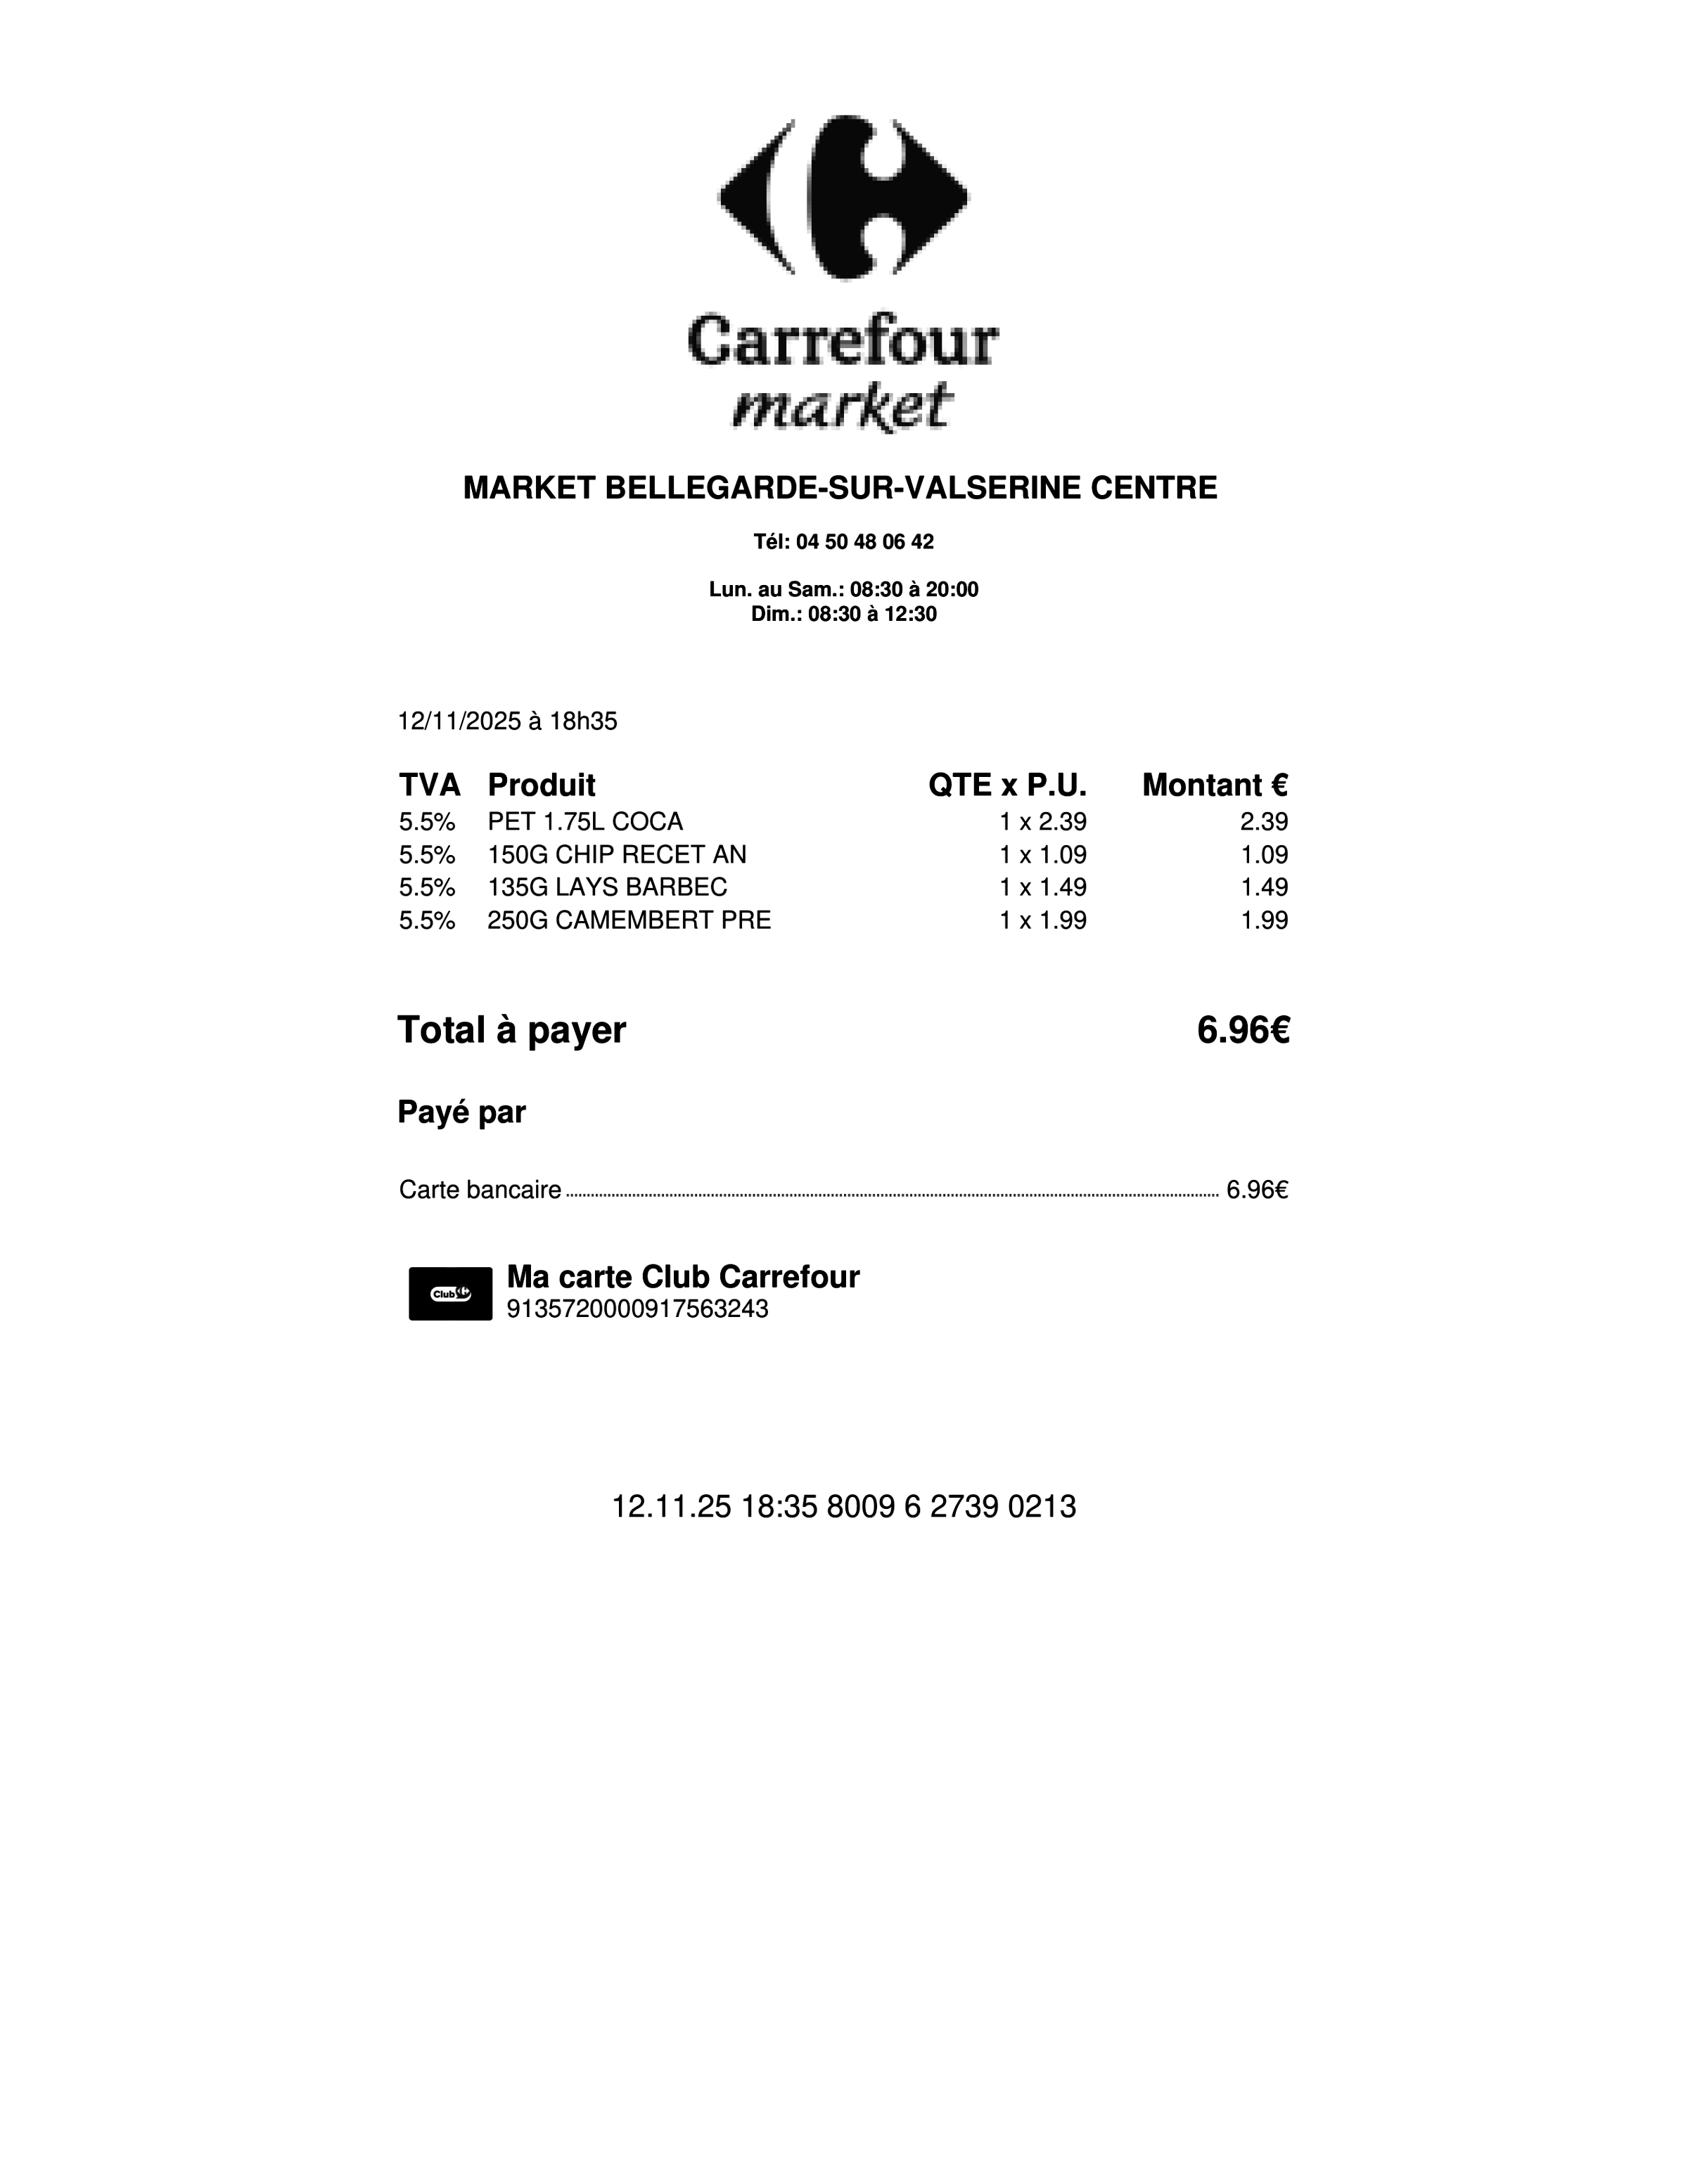 Carrefour
market
MARKET BELLEGARDE-SUR-VALSERINE CENTRE
Tél: 04 50 48 06 42
Lun. au Sam.: 08:30 à 20:00
Dim.: 08:30 à 12:30
12/11/2025 à 18h35
TVA Produit QTE x P.U. Montant €
5.5% PET 1.75L COCA 1 x 2.39 2.39
5.5% 150G CHIP RECET AN 1 x 1.09 1.09
5.5% 135G LAYS BARBEC 1 x 1.49 1.49
5.5% 250G CAMEMBERT PRE 1 x 1.99 1.99
Total à payer 6.96€
Payé par
Carte bancaire 6.96€
Club
Ma carte Club Carrefour
9135720000917563243
12.11.25 18:35 8009 6 2739 0213